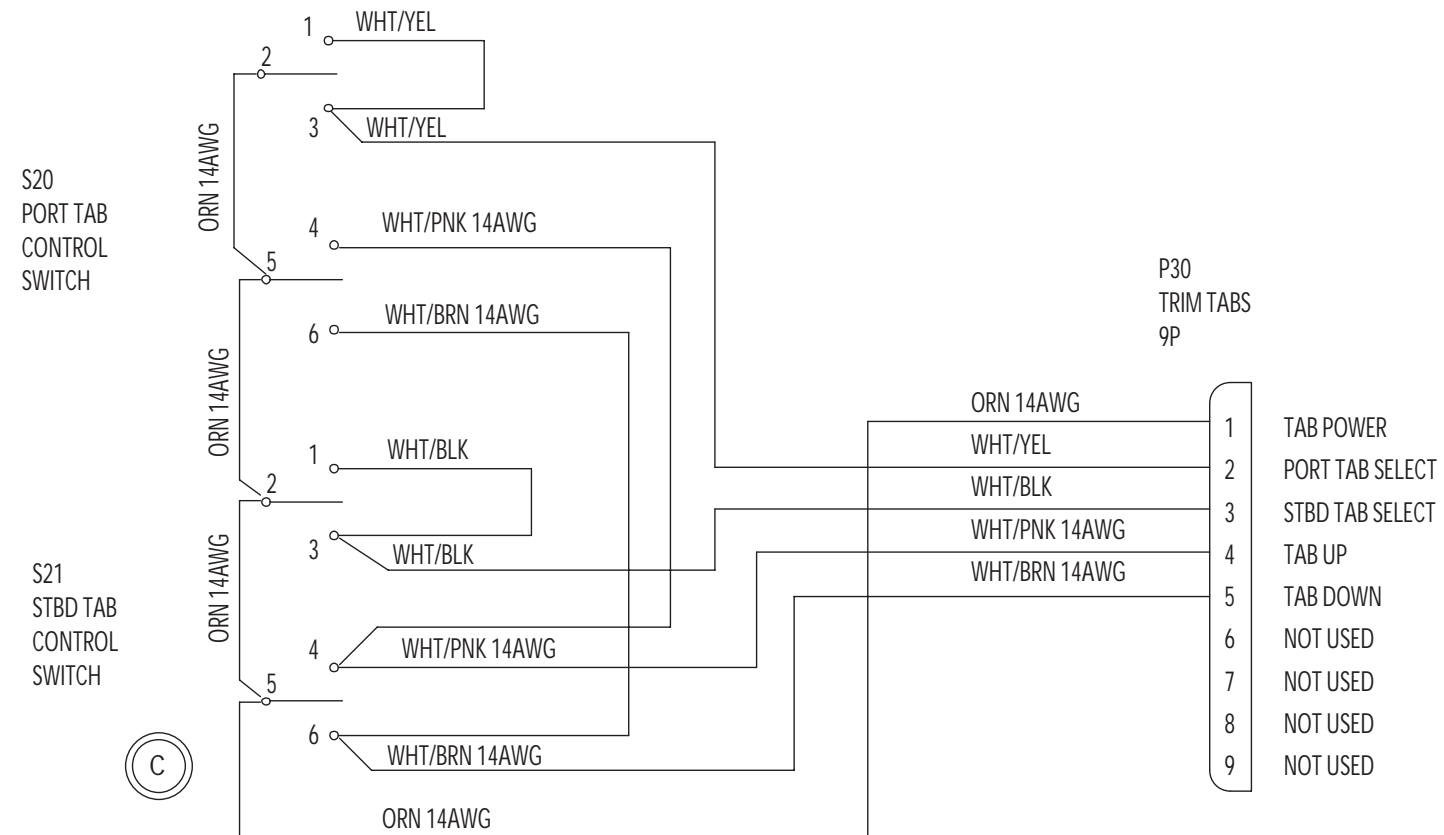 1
WHT/YEL
2
3
WHT/YEL
ORN 14AWG
S20
PORT TAB
CONTROL
SWITCH
4
WHT/PNK 14AWG
5
6
WHT/BRN 14AWG
ORN 14AWG
1
WHT/BLK
2
3
WHT/BLK
ORN 14AWG
S21
STBD TAB
CONTROL
SWITCH
4
WHT/PNK 14AWG
5
6
WHT/BRN 14AWG
C
ORN 14AWG
P30
TRIM TABS
9P
ORN 14AWG
WHT/YEL
WHT/BLK
WHT/PNK 14AWG
WHT/BRN 14AWG
1 TAB POWER
2 PORT TAB SELECT
3 STBD TAB SELECT
4 TAB UP
5 TAB DOWN
6 NOT USED
7 NOT USED
8 NOT USED
9 NOT USED